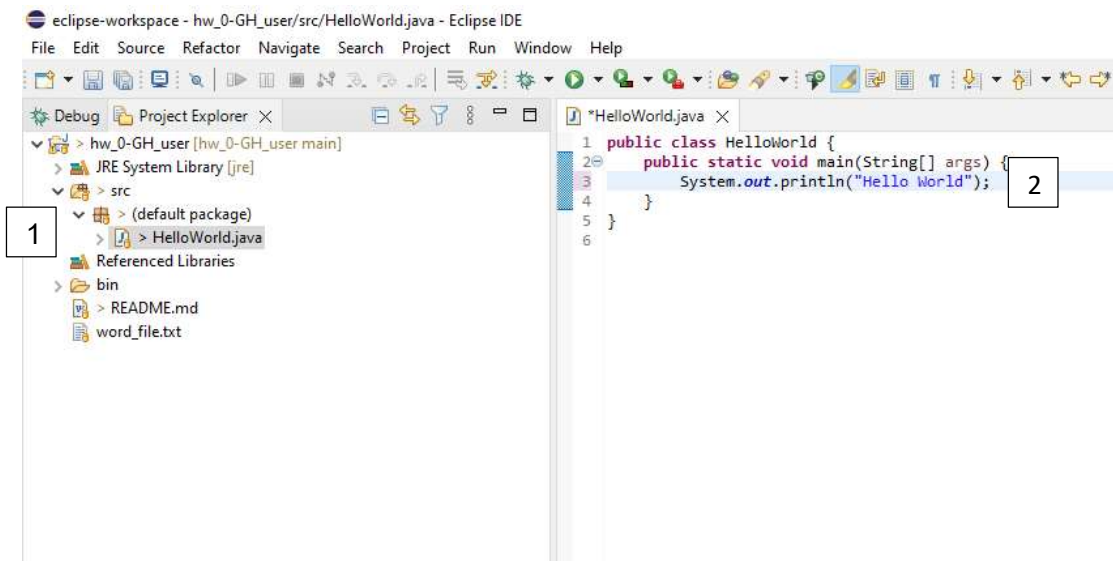 eclipse-workspace - hw_0-GH_user/src/HelloWorld.java - Eclipse IDE
File Edit Source Refactor Navigate Search Project Run Window Help
Debug Project Explorer
> hw_0-GH_user [hw_0-GH_user main]
JRE System Library [jre]
> src
> (default package)
1
> HelloWorld.java
Referenced Libraries
bin
> README.md
word_file.txt
*HelloWorld.java
1 public class HelloWorld {
2 public static void main(String[] args) {
3 System.out.println("Hello World");
2
4 }
5 }
6